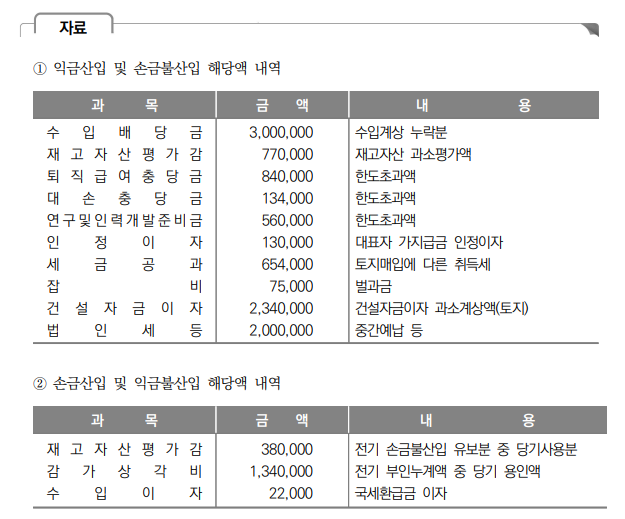 자료
① 익금산입 및 손금불산입 해당액 내역
과 목 금 액 내 용
수 입 배 당 금 3,000,000 수입계상 누락분
재 고 자 산 평 가 감 770,000 재고자산 과소평가액
퇴 직 급 여 충 당 금 840,000 한도초과액
대 손 충 당 금 134,000 한도초과액
연구및인력개발준비금 560,000 한도초과액
인 정 이 자 130,000 대표자 가지급금 인정이자
세 금 공 과 654,000 토지매입에 다른 취득세
잡 비 75,000 벌과금
건 설 자 금 이 자 2,340,000 건설자금이자 과소계상액(토지)
법 인 세 등 2,000,000 중간예납 등
② 손금산입 및 익금불산입 해당액 내역
과 목 금 액 내 용
재 고 자 산 평 가 감 380,000 전기 손금불산입 유보분 중 당기사용분
감 가 상 각 비 1,340,000 전기 부인누계액 중 당기 용인액
수 입 이 자 22,000 국세환급금 이자